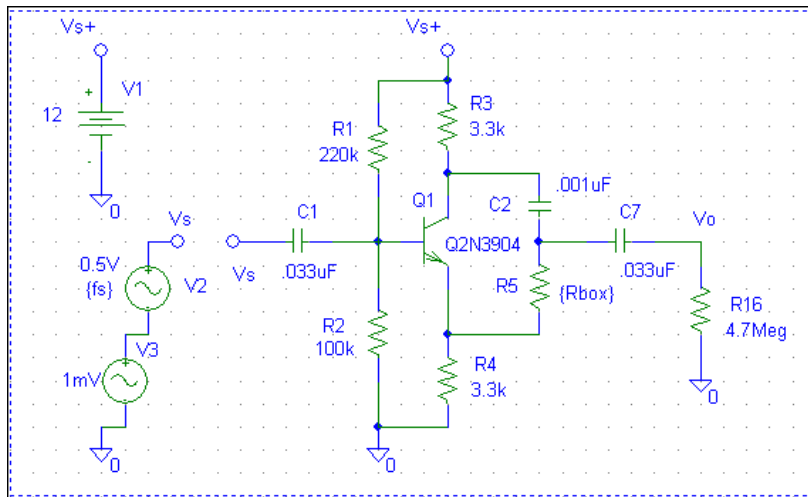 Vs+
Vs+
+
V1
12
-
0
R3
3.3k
R1
220k
Q1
.001uF
C2
C7
Vo
Vs
C1
Q2N3904
0.5V
{fs}
V2
Vs
.033uF
.033uF
R5
{Rbox}
R16
4.7Meg
R2
100k
V3
1mV
R4
3.3k
0
0
0